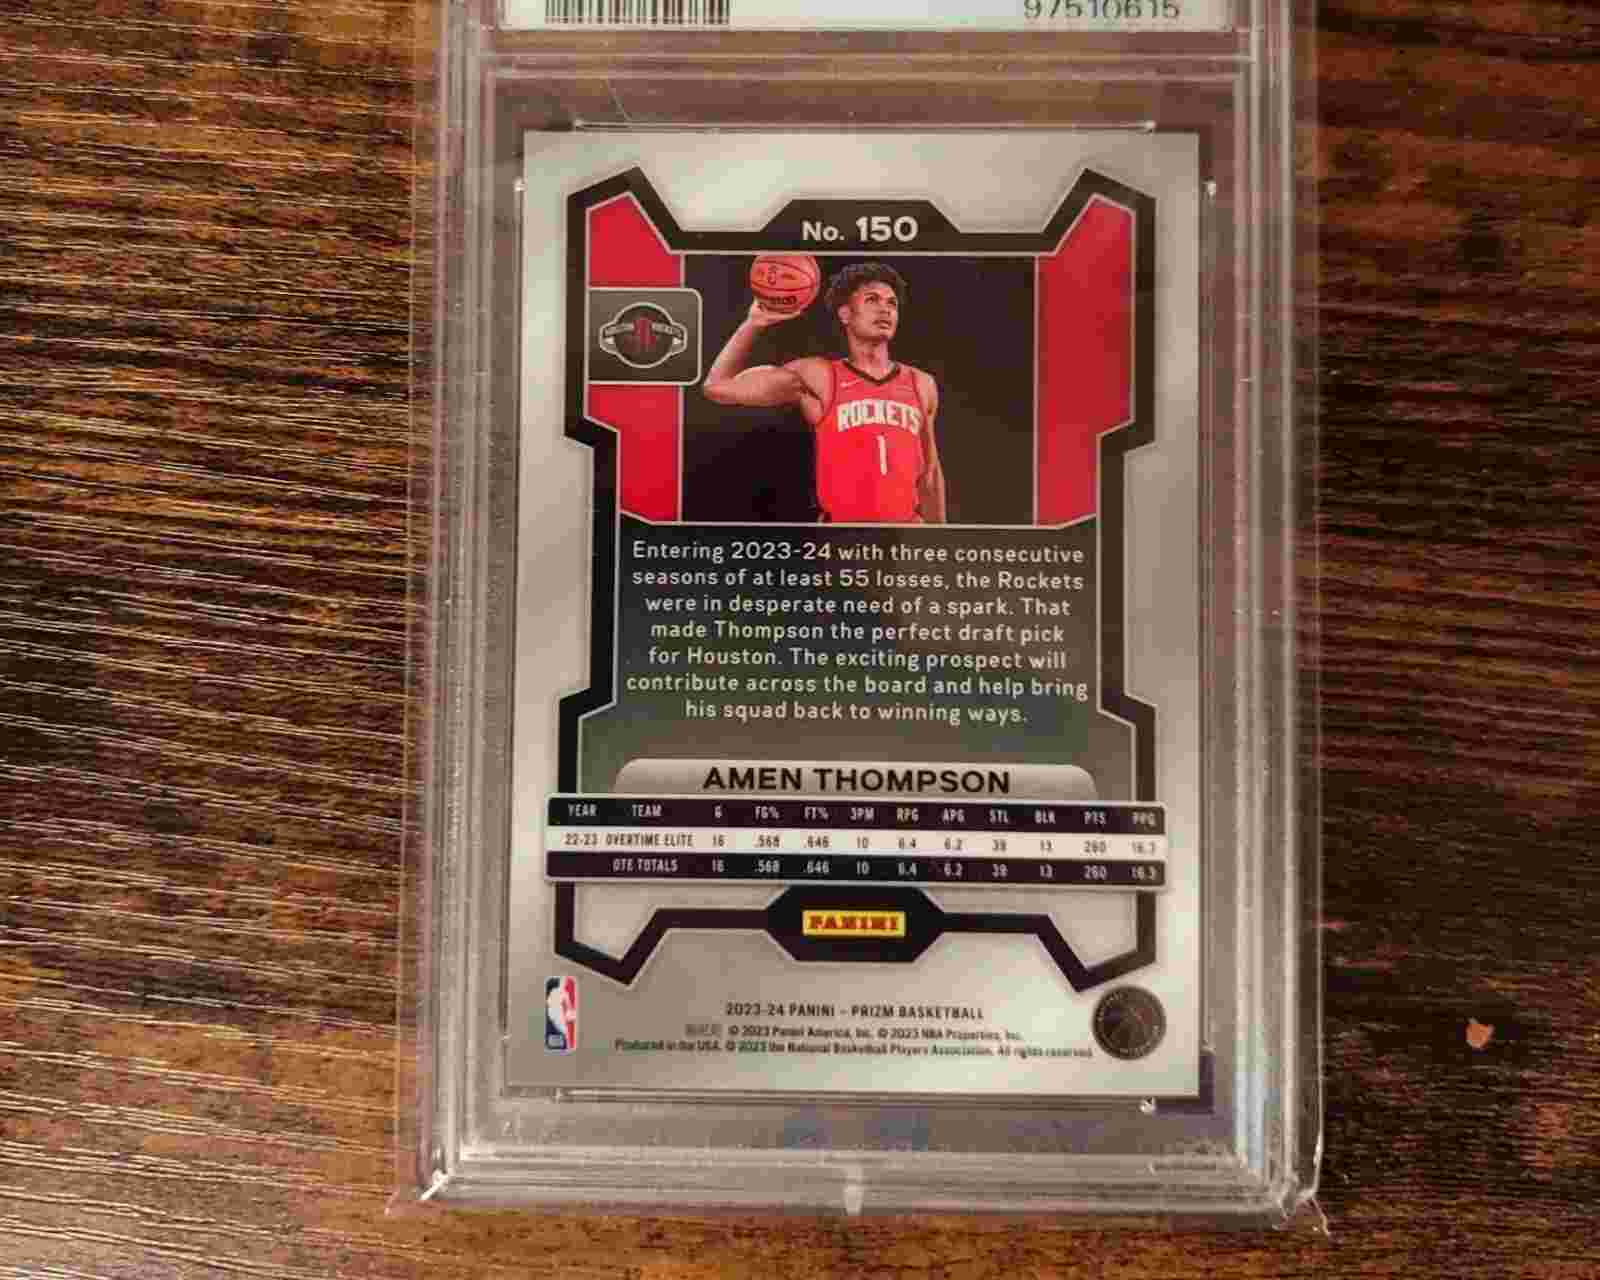 97510615
No. 150
HOUSTON ROCKETS
ROCKETS
1
Entering 2023-24 with three consecutive
seasons of at least 55 losses, the Rockets
were in desperate need of a spark. That
made Thompson the perfect draft pick
for Houston. The exciting prospect will
contribute across the board and help bring
his squad back to winning ways.
AMEN THOMPSON
YEAR TEAM G FG% FT% 3PM RPG APG STL BLK PTS PPG
22-23 OVERTIME ELITE 16 .568 .646 10 6.4 6.2 39 13 260 16.3
OTE TOTALS 16 .568 .646 10 6.4 6.2 39 13 260 16.3
PANINI
2023-24 PANINI - PRIZM BASKETBALL
© 2023 Panini America, Inc. © 2023 NBA Properties, Inc.
Produced in the USA. © 2023 the National Basketball Players Association. All rights reserved.